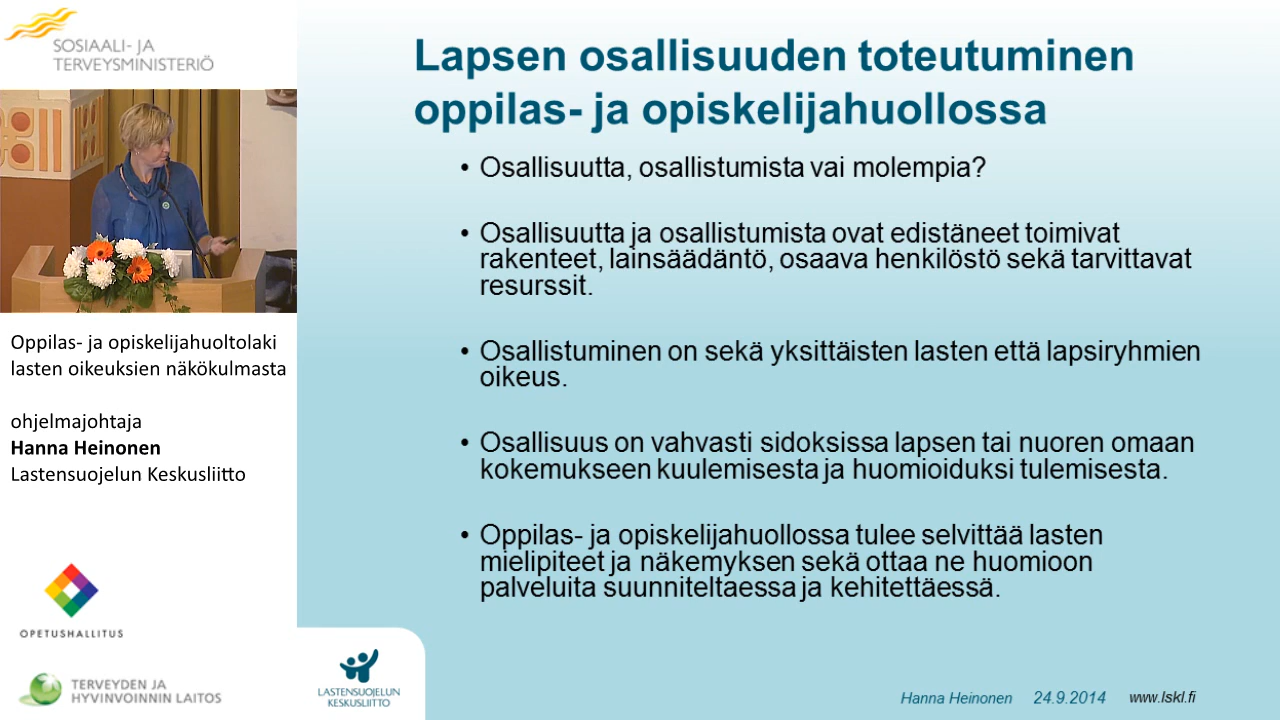 SOSIAALI- JA
TERVEYSMINISTERIÖ
Oppilas- ja opiskelijahuoltolaki
lasten oikeuksien näkökulmasta
ohjelmajohtaja
Hanna Heinonen
Lastensuojelun Keskusliitto
OPETUSHALLITUS
TERVEYDEN JA
HYVINVOINNIN LAITOS
Lapsen osallisuuden toteutuminen
oppilas- ja opiskelijahuollossa
• Osallisuutta, osallistumista vai molempia?
• Osallisuutta ja osallistumista ovat edistäneet toimivat
rakenteet, lainsäädäntö, osaava henkilöstö sekä tarvittavat
resurssit.
• Osallistuminen on sekä yksittäisten lasten että lapsiryhmien
oikeus.
• Osallisuus on vahvasti sidoksissa lapsen tai nuoren omaan
kokemukseen kuulemisesta ja huomioiduksi tulemisesta.
• Oppilas- ja opiskelijahuollossa tulee selvittää lasten
mielipiteet ja näkemyksen sekä ottaa ne huomioon
palveluita suunniteltaessa ja kehitettäessä.
LASTENSUOJELUN
KESKUSLIITTO
Hanna Heinonen 24.9.2014 www.lskl.fi